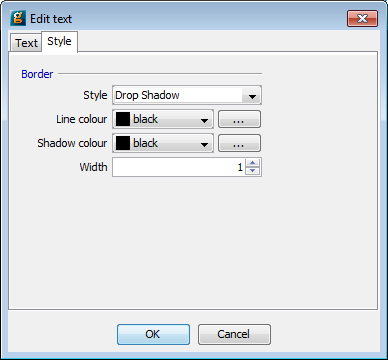 Edit text
Text Style
Border
Style Drop Shadow
Line colour black ...
Shadow colour black ...
Width 1
OK Cancel